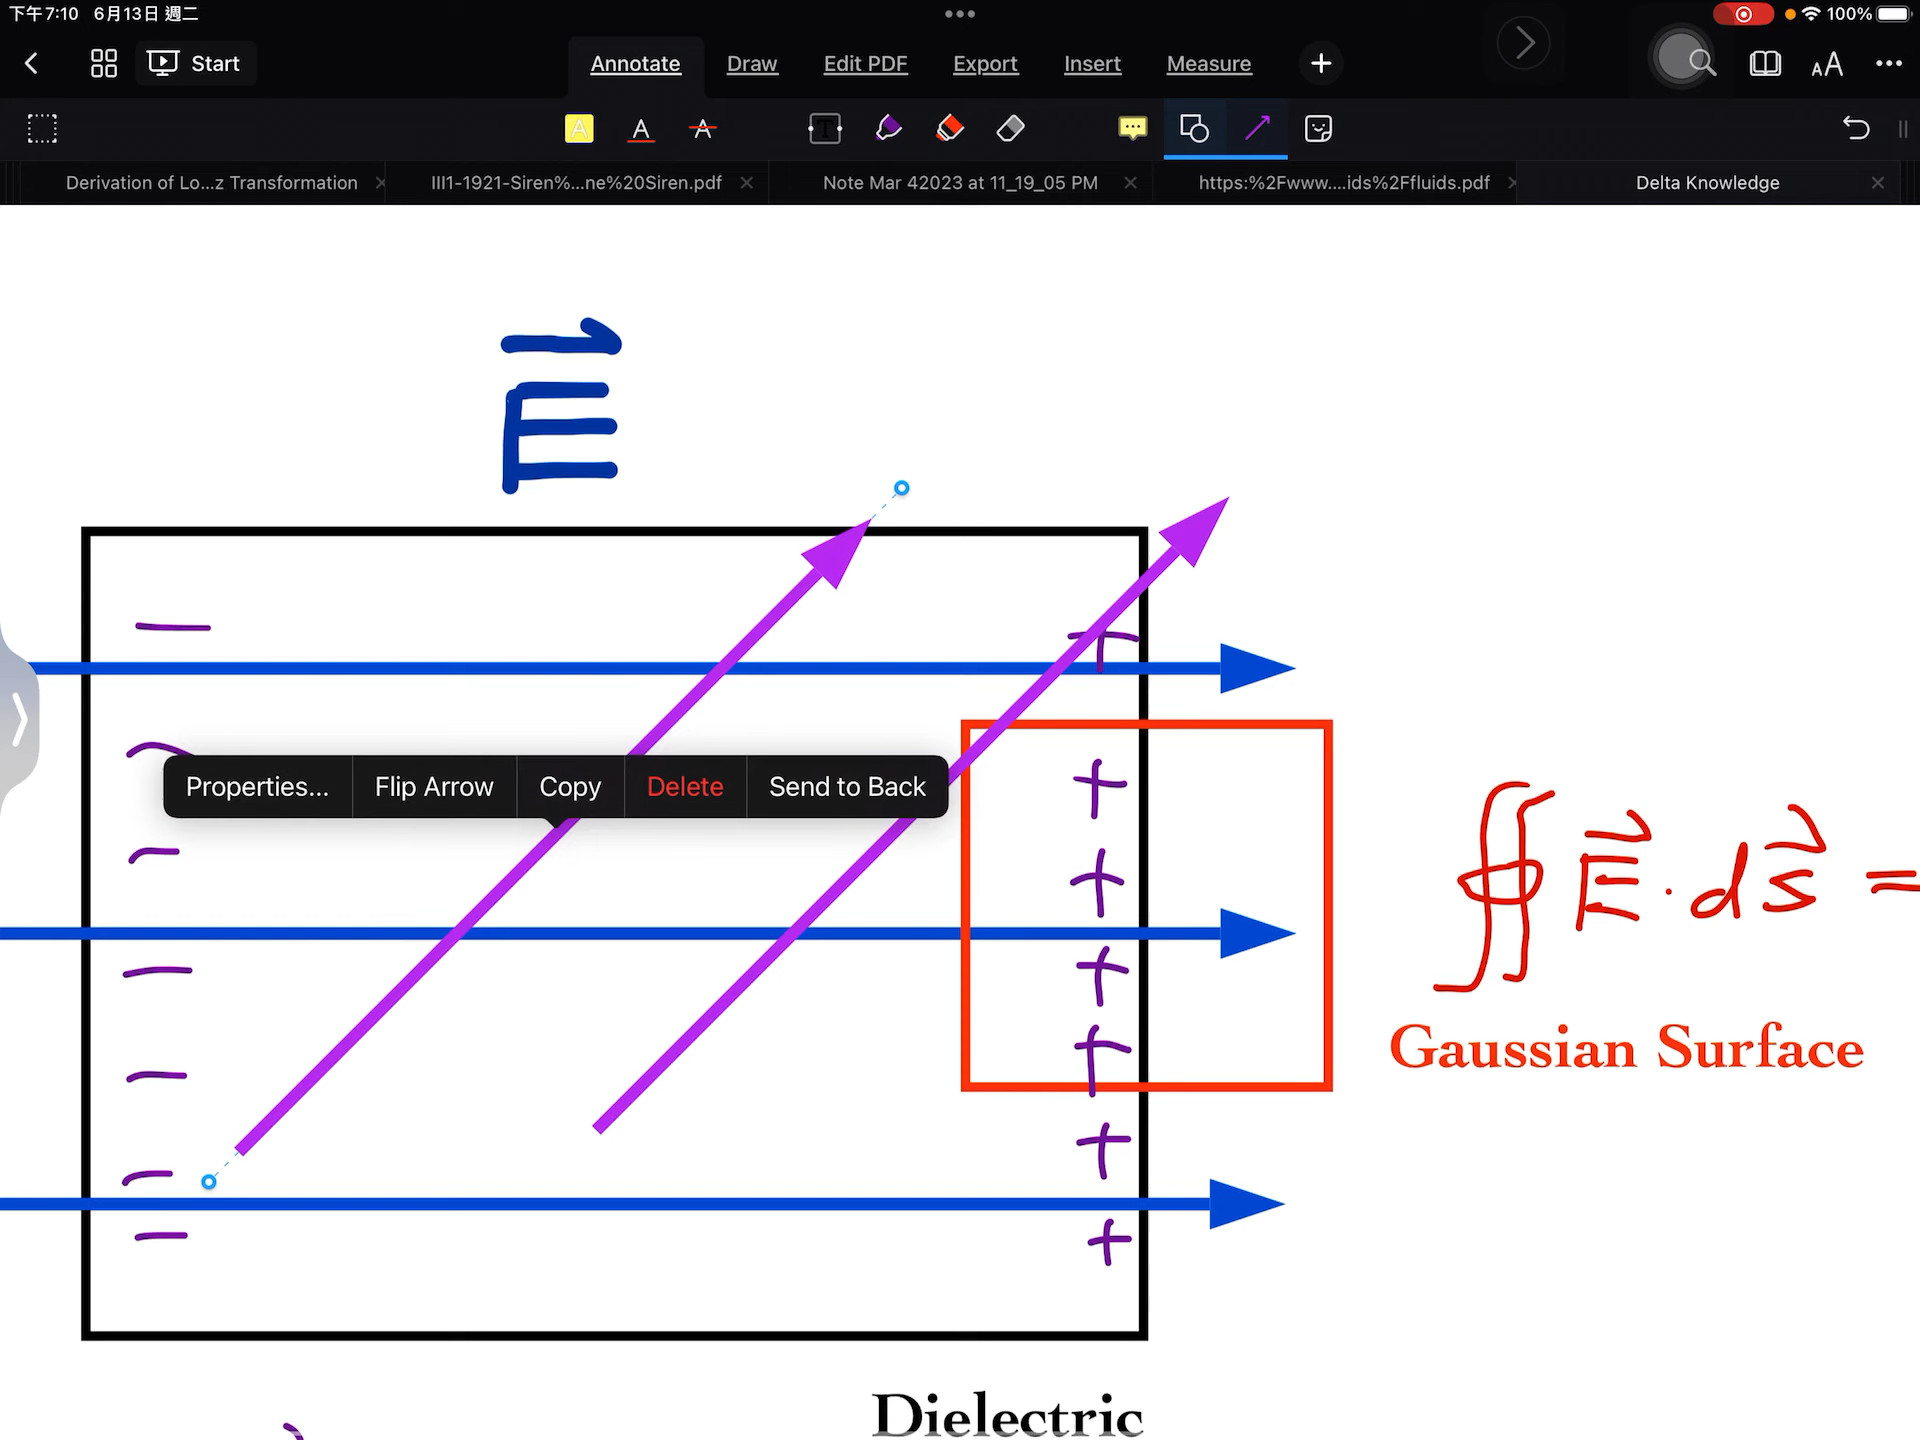 下午7:10 6月13日 週二 100%
Start Annotate Draw Edit PDF Export Insert Measure
Derivation of Lo...z Transformation III1-1921-Siren%...ne%20Siren.pdf Note Mar 42023 at 11_19_05 PM https:%2Fwww....ids%2Ffluids.pdf Delta Knowledge
E
Properties... Flip Arrow Copy Delete Send to Back
∯ E⃗ · ds⃗ =
Gaussian Surface
Dielectric